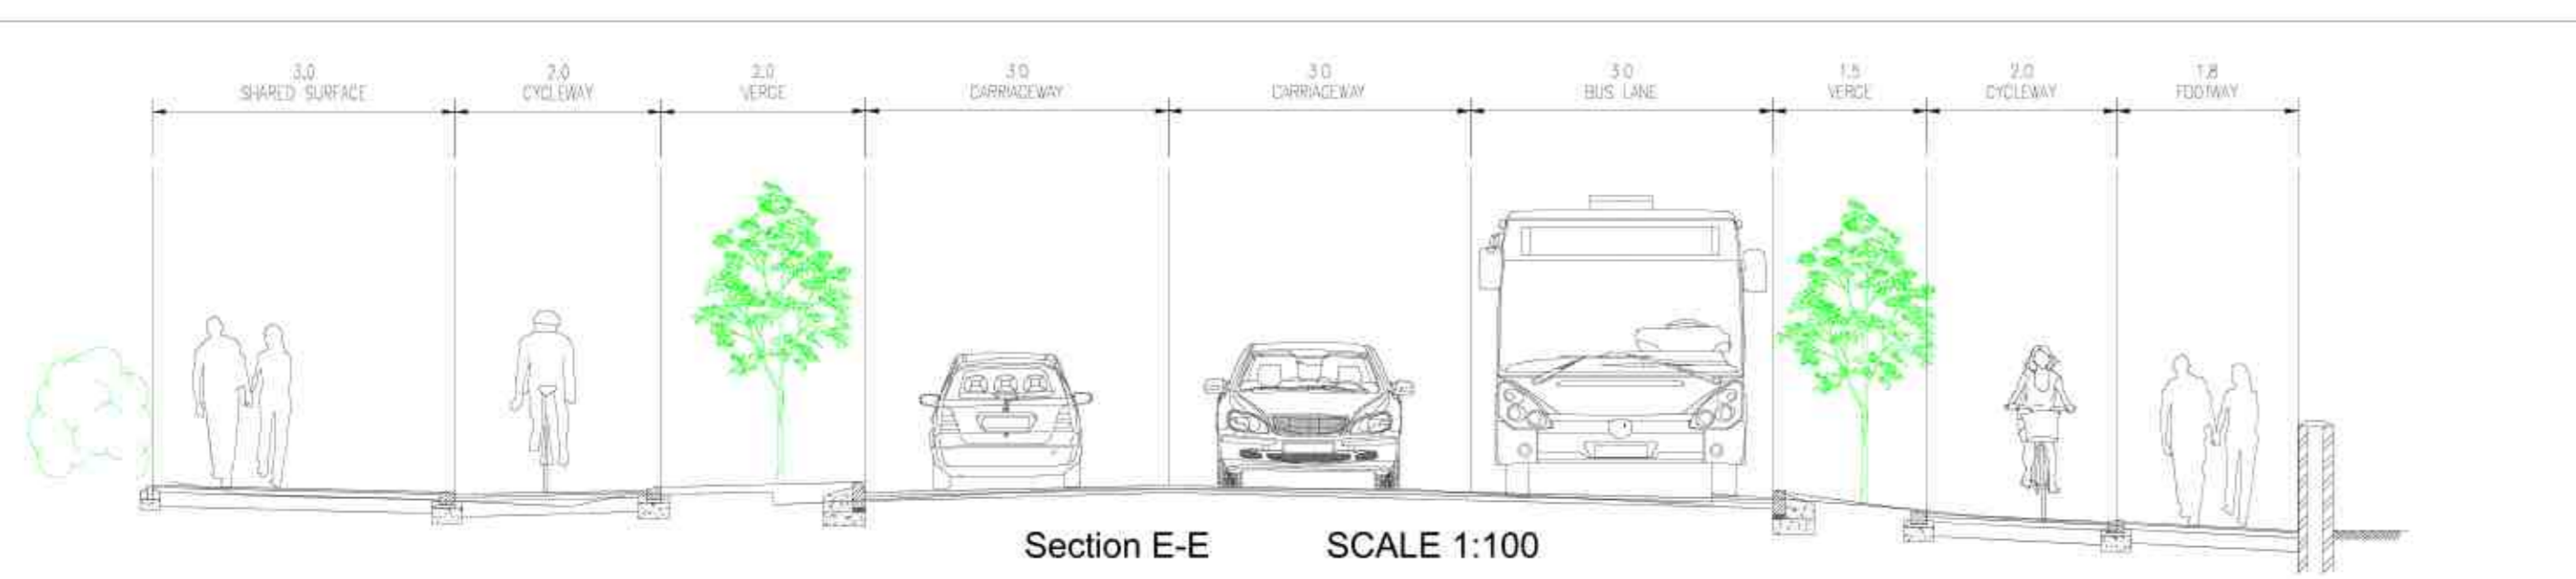 3.0
SHARED SURFACE
2.0
CYCLEWAY
2.0
VERGE
3.0
CARRIAGEWAY
3.0
CARRIAGEWAY
3.0
BUS LANE
1.5
VERGE
2.0
CYCLEWAY
1.8
FOOTWAY
Section E-E SCALE 1:100